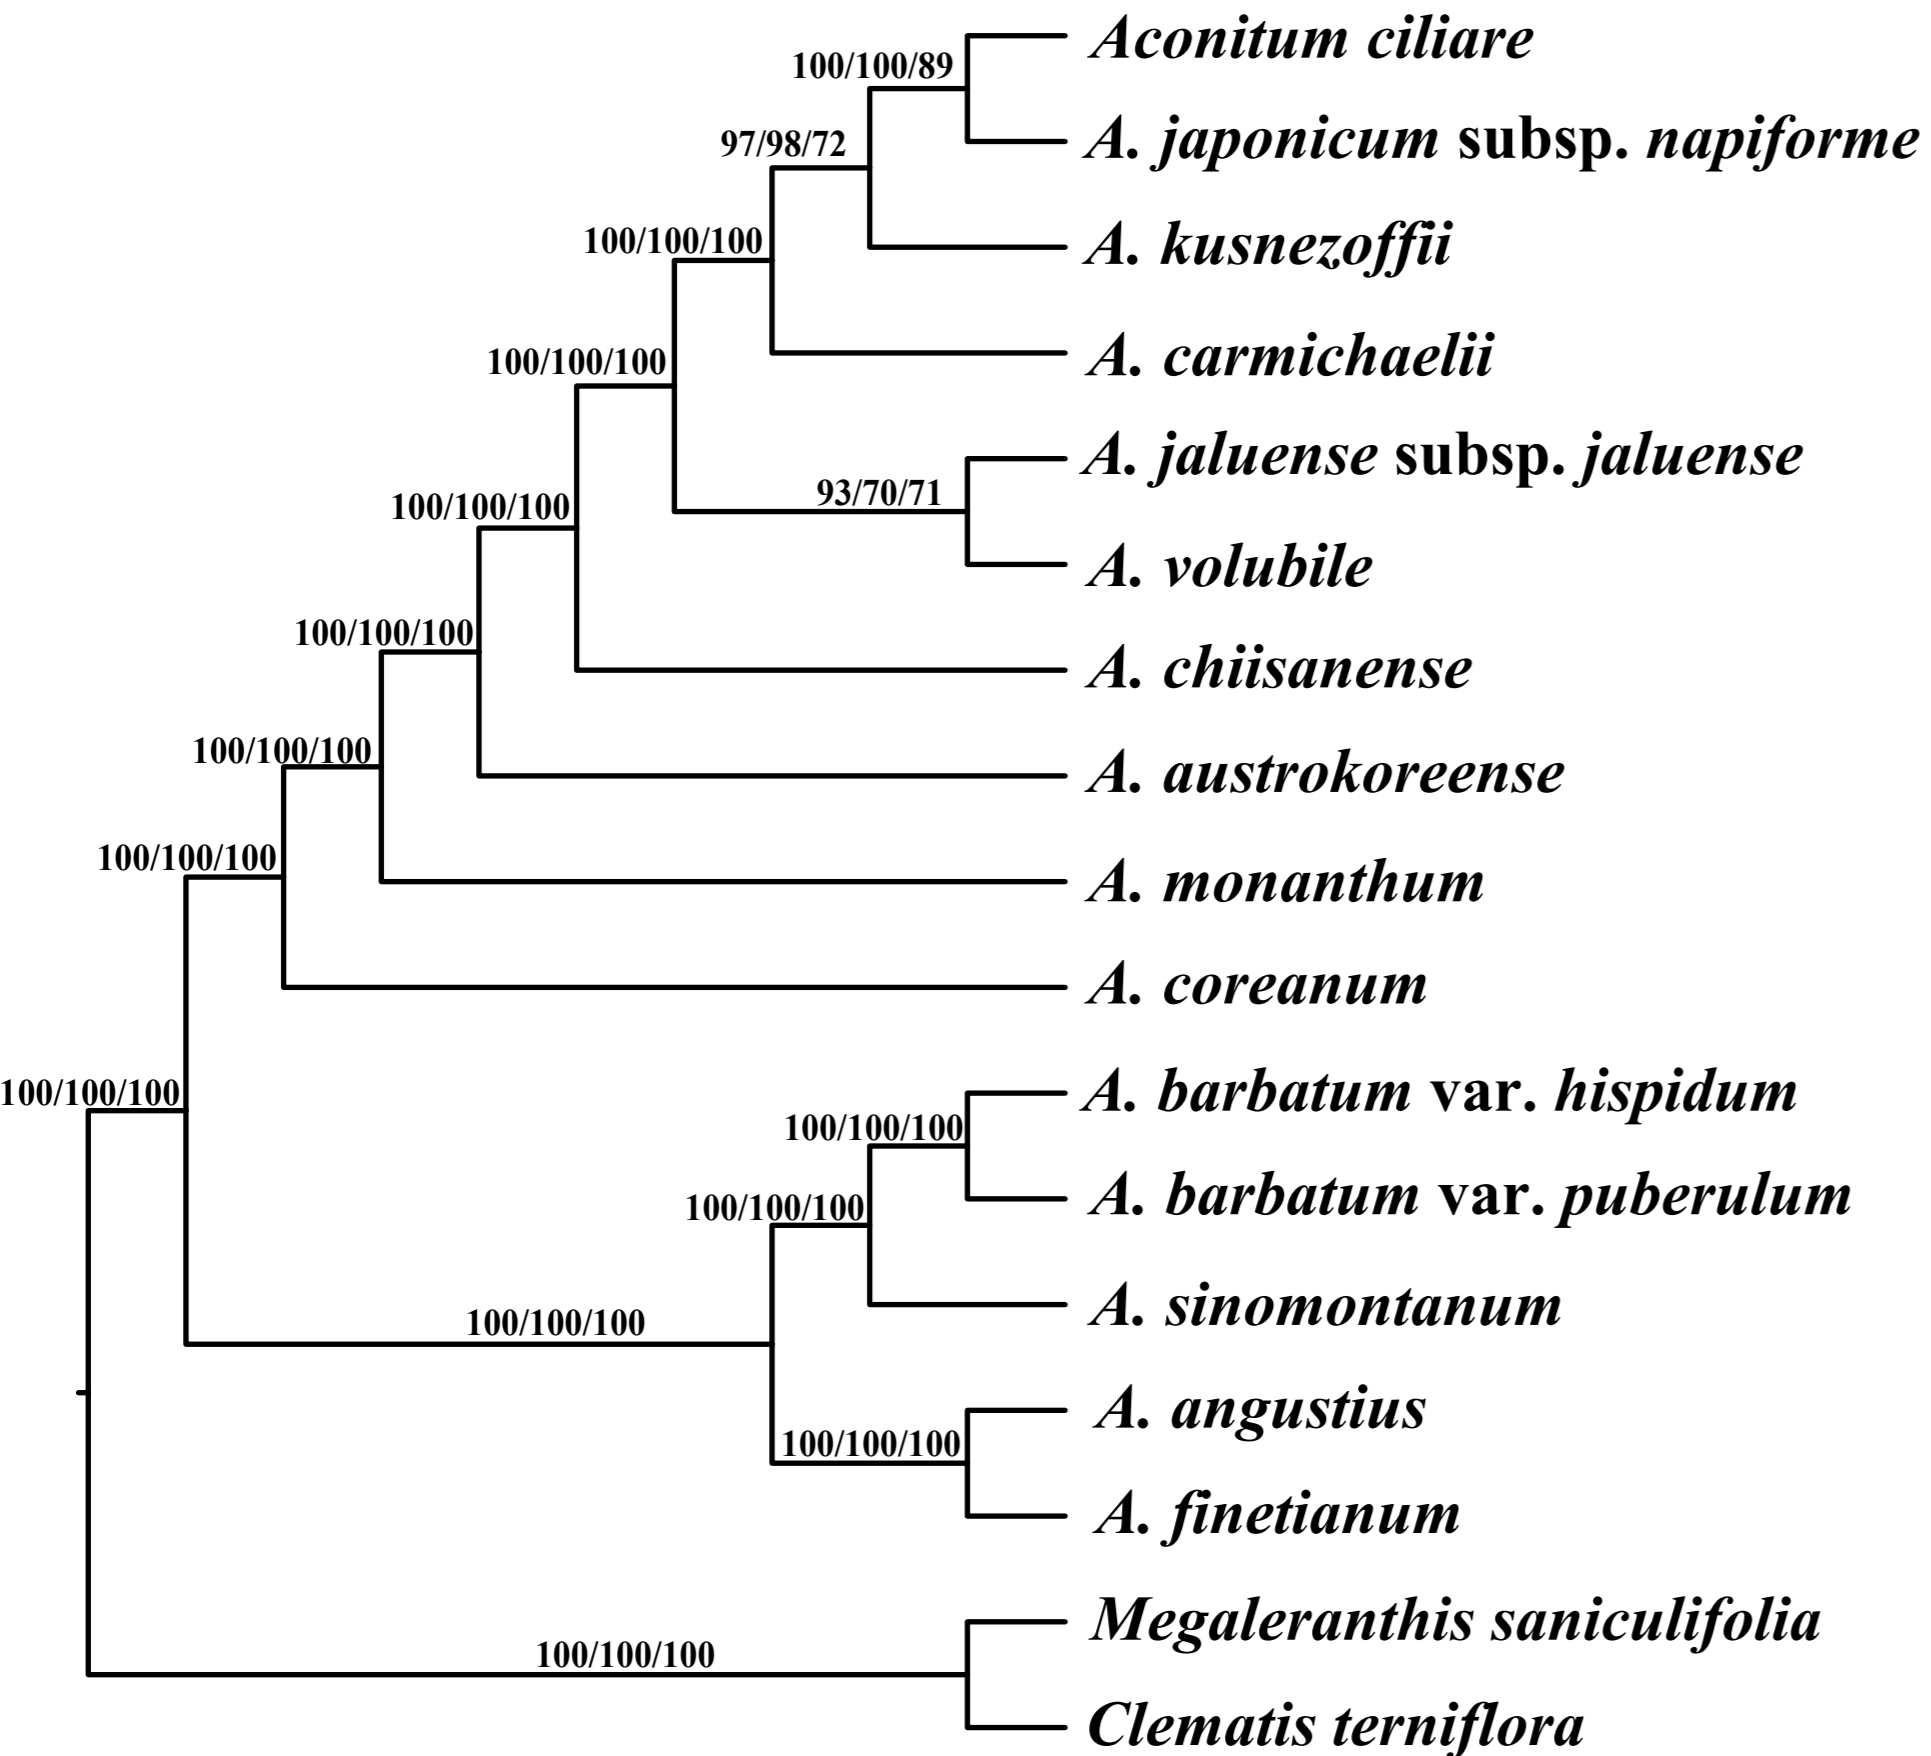 Aconitum ciliare
100/100/89
A. japonicum subsp. napiforme
97/98/72
A. kusnezoffii
100/100/100
A. carmichaelii
100/100/100
A. jaluense subsp. jaluense
93/70/71
100/100/100
A. volubile
100/100/100
A. chiisanense
100/100/100
A. austrokoreense
100/100/100
A. monanthum
A. coreanum
100/100/100
A. barbatum var. hispidum
100/100/100
A. barbatum var. puberulum
100/100/100
A. sinomontanum
100/100/100
A. angustius
100/100/100
A. finetianum
Megaleranthis saniculifolia
100/100/100
Clematis terniflora